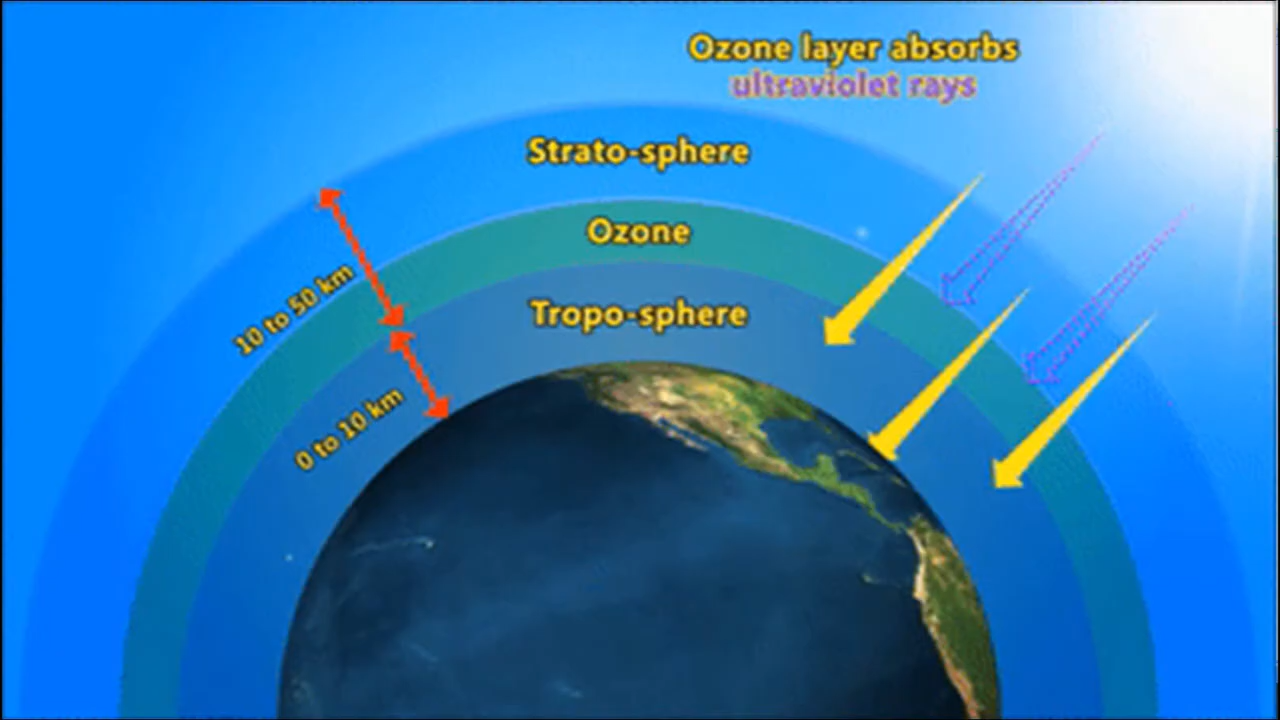 Ozone layer absorbs
ultraviolet rays
Strato-sphere
Ozone
Tropo-sphere
10 to 50 km
0 to 10 km